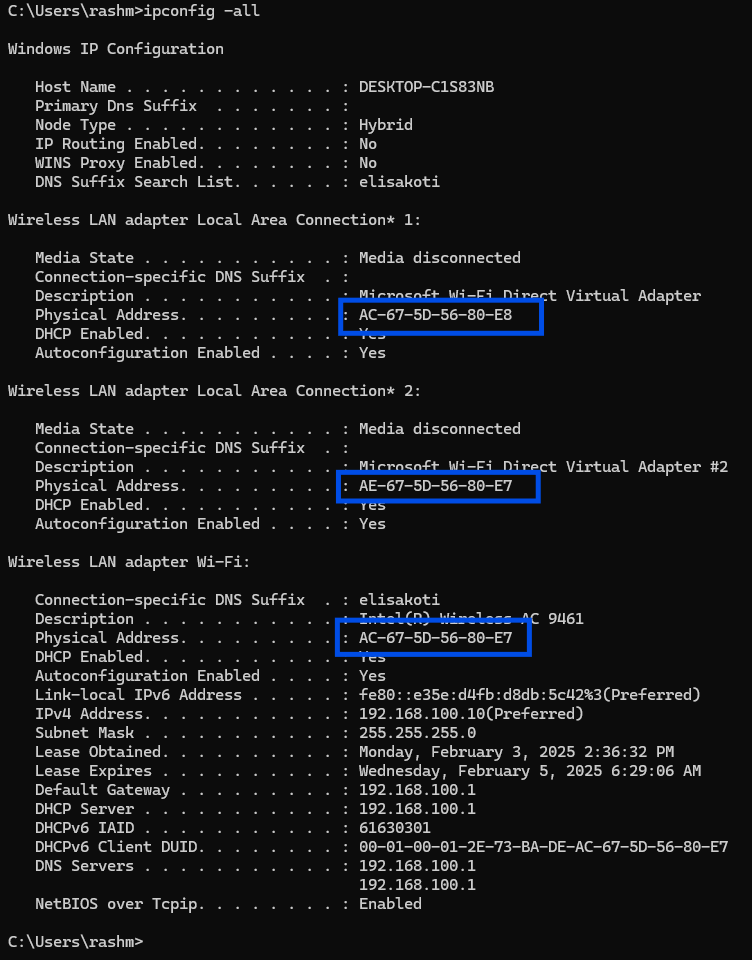 C:\Users\rashm>ipconfig -all
Windows IP Configuration
Host Name . . . . . . . . . . . . : DESKTOP-C1S83NB
Primary Dns Suffix  . . . . . . . :
Node Type . . . . . . . . . . . . : Hybrid
IP Routing Enabled. . . . . . . . : No
WINS Proxy Enabled. . . . . . . . : No
DNS Suffix Search List. . . . . . : elisakoti
Wireless LAN adapter Local Area Connection* 1:
Media State . . . . . . . . . . . : Media disconnected
Connection-specific DNS Suffix  . :
Description . . . . . . . . . . . : Microsoft Wi-Fi Direct Virtual Adapter
Physical Address. . . . . . . . . : AC-67-5D-56-80-E8
DHCP Enabled. . . . . . . . . . . : Yes
Autoconfiguration Enabled . . . . : Yes
Wireless LAN adapter Local Area Connection* 2:
Media State . . . . . . . . . . . : Media disconnected
Connection-specific DNS Suffix  . :
Description . . . . . . . . . . . : Microsoft Wi-Fi Direct Virtual Adapter #2
Physical Address. . . . . . . . . : AE-67-5D-56-80-E7
DHCP Enabled. . . . . . . . . . . : Yes
Autoconfiguration Enabled . . . . : Yes
Wireless LAN adapter Wi-Fi:
Connection-specific DNS Suffix  . : elisakoti
Description . . . . . . . . . . . : Intel(R) Wireless-AC 9461
Physical Address. . . . . . . . . : AC-67-5D-56-80-E7
DHCP Enabled. . . . . . . . . . . : Yes
Autoconfiguration Enabled . . . . : Yes
Link-local IPv6 Address . . . . . : fe80::e35e:d4fb:d8db:5c42%3(Preferred)
IPv4 Address. . . . . . . . . . . : 192.168.100.10(Preferred)
Subnet Mask . . . . . . . . . . . : 255.255.255.0
Lease Obtained. . . . . . . . . . : Monday, February 3, 2025 2:36:32 PM
Lease Expires . . . . . . . . . . : Wednesday, February 5, 2025 6:29:06 AM
Default Gateway . . . . . . . . . : 192.168.100.1
DHCP Server . . . . . . . . . . . : 192.168.100.1
DHCPv6 IAID . . . . . . . . . . . : 61630301
DHCPv6 Client DUID. . . . . . . . : 00-01-00-01-2E-73-BA-DE-AC-67-5D-56-80-E7
DNS Servers . . . . . . . . . . . : 192.168.100.1
192.168.100.1
NetBIOS over Tcpip. . . . . . . . : Enabled
C:\Users\rashm>